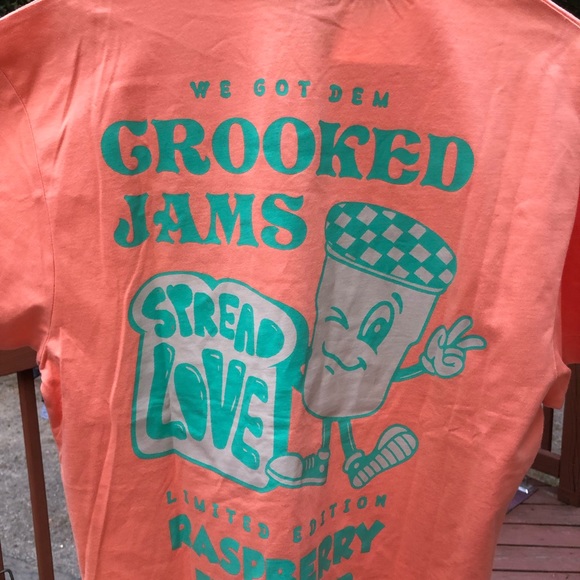 WE GOT DEM
CROOKED
JAMS
SPREAD
LOVE
LIMITED EDITION
RASPBERRY